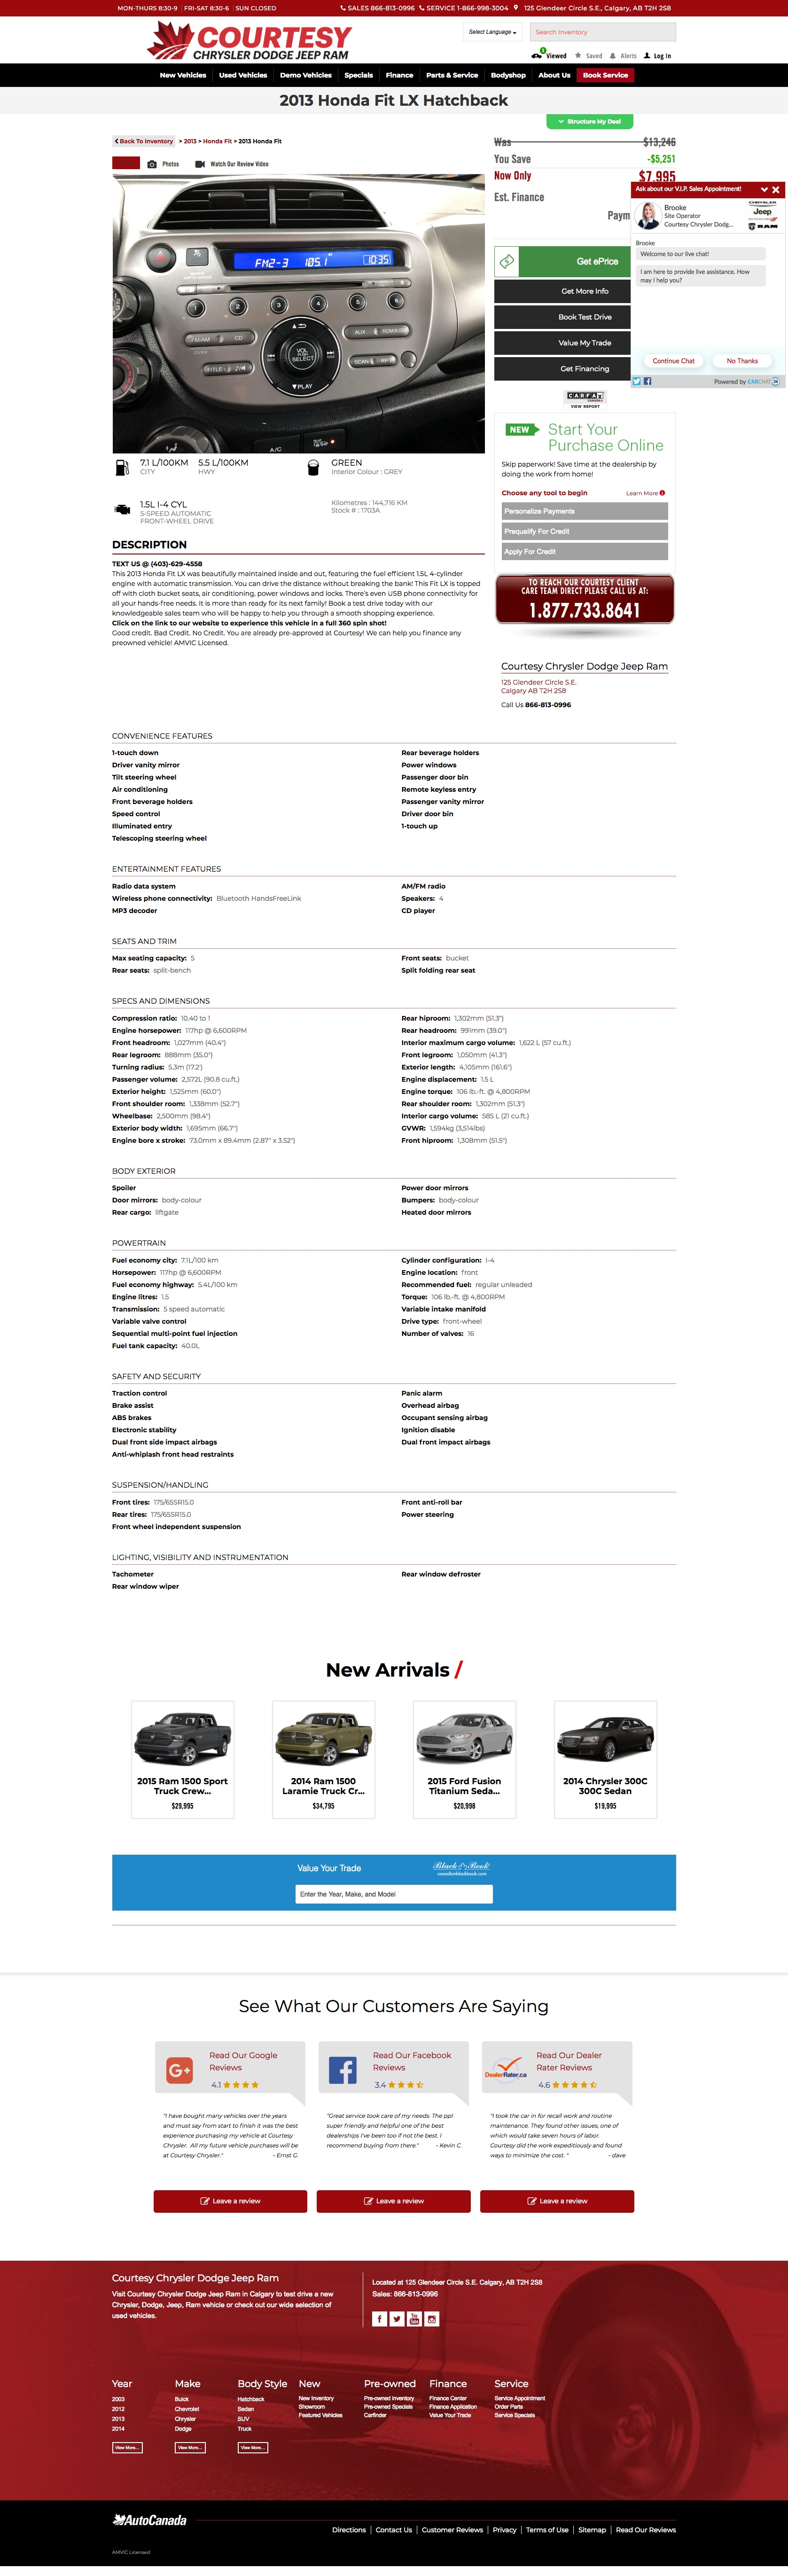 MON-THURS 8:30-9 FRI-SAT 8:30-6 SUN CLOSED
SALES 866-813-0996 SERVICE 1-866-998-3004 125 Glendeer Circle S.E., Calgary, AB T2H 2S8
COURTESY
CHRYSLER DODGE JEEP RAM
Select Language
Search Inventory
1 Viewed Saved Alerts Log In
New Vehicles Used Vehicles Demo Vehicles Specials Finance Parts & Service Bodyshop About Us Book Service
2013 Honda Fit LX Hatchback
Structure My Deal
Back To Inventory > 2013 > Honda Fit > 2013 Honda Fit
Photos Watch Our Review Video
Was $13,246
You Save -$5,251
Now Only $7,995
Est. Finance
Paym
Get ePrice
Get More Info
Book Test Drive
Value My Trade
Get Financing
CARFAX
CANADA
VIEW REPORT
Ask about our V.I.P. Sales Appointment!
Brooke
Site Operator
Courtesy Chrysler Dodg...
CHRYSLER
Jeep
DODGE
RAM
Brooke
Welcome to our live chat!
I am here to provide live assistance. How
may I help you?
Continue Chat No Thanks
Powered by CARCHAT24
FM2-3 105.1 10:35
1 2 3 4 5 6
FM/AM CD
CLOCK
AUX
TITLE
SCAN
VOL
PUSH
SELECT
PLAY
A/C
7.1 L/100KM 5.5 L/100KM
CITY HWY
GREEN
Interior Colour : GREY
1.5L I-4 CYL
5-SPEED AUTOMATIC
FRONT-WHEEL DRIVE
Kilometres : 144,716 KM
Stock # : 1703A
NEW Start Your
Purchase Online
Skip paperwork! Save time at the dealership by
doing the work from home!
Choose any tool to begin Learn More
Personalize Payments
Prequalify For Credit
Apply For Credit
DESCRIPTION
TEXT US @ (403)-629-4558
This 2013 Honda Fit LX was beautifully maintained inside and out, featuring the fuel efficient 1.5L 4-cylinder
engine with automatic transmission. You can drive the distance without breaking the bank! This Fit LX is topped
off with cloth bucket seats, air conditioning, power windows and locks. There's even USB phone connectivity for
all your hands-free needs. It is more than ready for its next family! Book a test drive today with our
knowledgeable sales team who will be happy to help you through a smooth shopping experience.
Click on the link to our website to experience this vehicle in a full 360 spin shot!
Good credit. Bad Credit. No Credit. You are already pre-approved at Courtesy! We can help you finance any
preowned vehicle! AMVIC Licensed.
TO REACH OUR COURTESY CLIENT
CARE TEAM DIRECT PLEASE CALL US AT:
1.877.733.8641
Courtesy Chrysler Dodge Jeep Ram
125 Glendeer Circle S.E.
Calgary AB T2H 2S8
Call Us 866-813-0996
CONVENIENCE FEATURES
1-touch down Rear beverage holders
Driver vanity mirror Power windows
Tilt steering wheel Passenger door bin
Air conditioning Remote keyless entry
Front beverage holders Passenger vanity mirror
Speed control Driver door bin
Illuminated entry 1-touch up
Telescoping steering wheel
ENTERTAINMENT FEATURES
Radio data system AM/FM radio
Wireless phone connectivity: Bluetooth HandsFreeLink Speakers: 4
MP3 decoder CD player
SEATS AND TRIM
Max seating capacity: 5 Front seats: bucket
Rear seats: split-bench Split folding rear seat
SPECS AND DIMENSIONS
Compression ratio: 10.40 to 1 Rear hiproom: 1,302mm (51.3")
Engine horsepower: 117hp @ 6,600RPM Rear headroom: 991mm (39.0")
Front headroom: 1,027mm (40.4") Interior maximum cargo volume: 1,622 L (57 cu.ft.)
Rear legroom: 888mm (35.0") Front legroom: 1,050mm (41.3")
Turning radius: 5.3m (17.2') Exterior length: 4,105mm (161.6")
Passenger volume: 2,572L (90.8 cu.ft.) Engine displacement: 1.5 L
Exterior height: 1,525mm (60.0") Engine torque: 106 lb.-ft. @ 4,800RPM
Front shoulder room: 1,338mm (52.7") Rear shoulder room: 1,302mm (51.3")
Wheelbase: 2,500mm (98.4") Interior cargo volume: 585 L (21 cu.ft.)
Exterior body width: 1,695mm (66.7") GVWR: 1,594kg (3,514lbs)
Engine bore x stroke: 73.0mm x 89.4mm (2.87" x 3.52") Front hiproom: 1,308mm (51.5")
BODY EXTERIOR
Spoiler Power door mirrors
Door mirrors: body-colour Bumpers: body-colour
Rear cargo: liftgate Heated door mirrors
POWERTRAIN
Fuel economy city: 7.1L/100 km Cylinder configuration: I-4
Horsepower: 117hp @ 6,600RPM Engine location: front
Fuel economy highway: 5.4L/100 km Recommended fuel: regular unleaded
Engine litres: 1.5 Torque: 106 lb.-ft. @ 4,800RPM
Transmission: 5 speed automatic Variable intake manifold
Variable valve control Drive type: front-wheel
Sequential multi-point fuel injection Number of valves: 16
Fuel tank capacity: 40.0L
SAFETY AND SECURITY
Traction control Panic alarm
Brake assist Overhead airbag
ABS brakes Occupant sensing airbag
Electronic stability Ignition disable
Dual front side impact airbags Dual front impact airbags
Anti-whiplash front head restraints
SUSPENSION/HANDLING
Front tires: 175/65SR15.0 Front anti-roll bar
Rear tires: 175/65SR15.0 Power steering
Front wheel independent suspension
LIGHTING, VISIBILITY AND INSTRUMENTATION
Tachometer Rear window defroster
Rear window wiper
New Arrivals /
2015 Ram 1500 Sport
Truck Crew...
$29,995
2014 Ram 1500
Laramie Truck Cr...
$34,795
2015 Ford Fusion
Titanium Seda...
$20,998
2014 Chrysler 300C
300C Sedan
$19,995
Value Your Trade
Black Book
canadianblackbook.com
Enter the Year, Make, and Model
See What Our Customers Are Saying
Read Our Google
Reviews
4.1
"I have bought many vehicles over the years
and must say from start to finish it was the best
experience purchasing my vehicle at Courtesy
Chrysler. All my future vehicle purchases will be
at Courtesy Chrysler." - Ernst G.
Leave a review
Read Our Facebook
Reviews
3.4
"Great service took care of my needs. The ppl
super friendly and helpful one of the best
dealerships I've been too if not the best. I
recommend buying from there." - Kevin C.
Leave a review
DealerRater.ca
Read Our Dealer
Rater Reviews
4.6
"I took the car in for recall work and routine
maintenance. They found other issues, one of
which would take seven hours of labor.
Courtesy did the work expeditiously and found
ways to minimize the cost. " - dave
Leave a review
Courtesy Chrysler Dodge Jeep Ram
Visit Courtesy Chrysler Dodge Jeep Ram in Calgary to test drive a new
Chrysler, Dodge, Jeep, Ram vehicle or check out our wide selection of
used vehicles.
Located at 125 Glendeer Circle S.E. Calgary, AB T2H 2S8
Sales: 866-813-0996
Year
2003
2012
2013
2014
View More...
Make
Buick
Chevrolet
Chrysler
Dodge
View More...
Body Style
Hatchback
Sedan
SUV
Truck
View More...
New
New Inventory
Showroom
Featured Vehicles
Pre-owned
Pre-owned Inventory
Pre-owned Specials
Carfinder
Finance
Finance Center
Finance Application
Value Your Trade
Service
Service Appointment
Order Parts
Service Specials
AutoCanada
Directions | Contact Us | Customer Reviews | Privacy | Terms of Use | Sitemap | Read Our Reviews
AMVIC Licensed